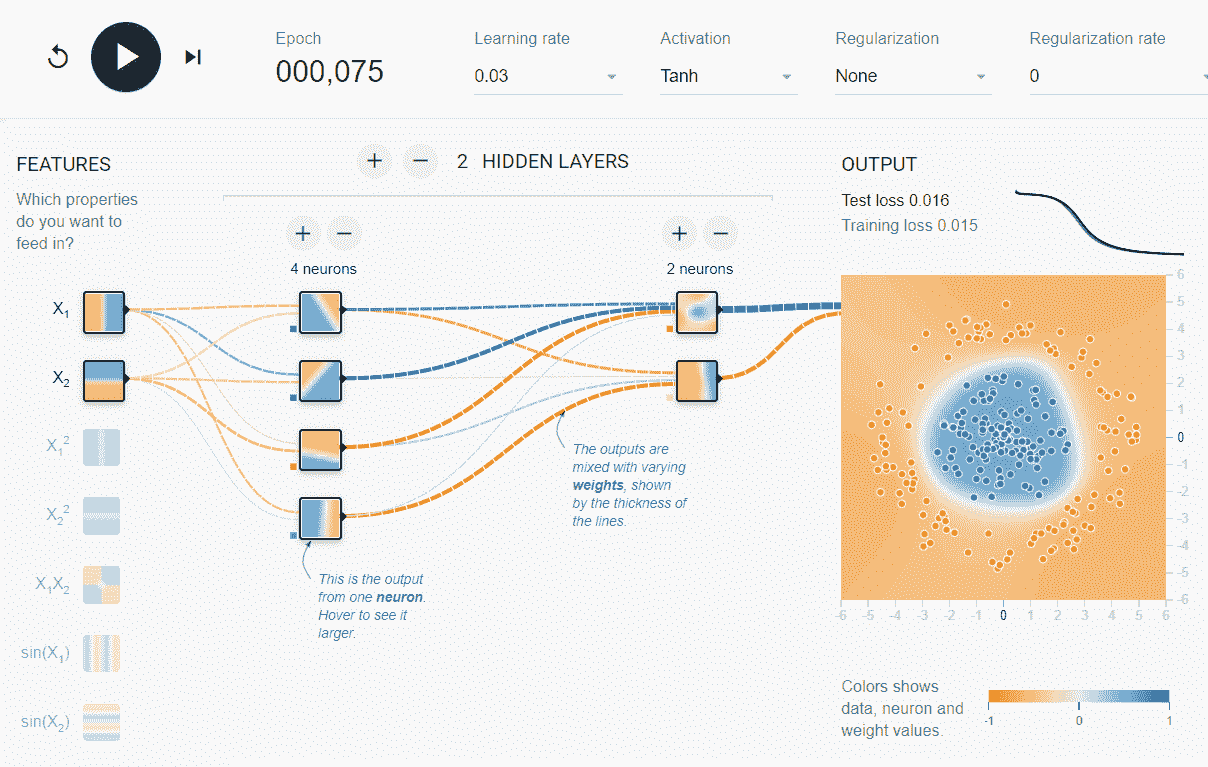 Epoch
000,075
Learning rate
0.03
Activation
Tanh
Regularization
None
Regularization rate
0
FEATURES
Which properties
do you want to
feed in?
+ − 2 HIDDEN LAYERS
+ −
4 neurons
+ −
2 neurons
X1
X2
X1²
X2²
X1X2
sin(X1)
sin(X2)
The outputs are
mixed with varying
weights, shown
by the thickness of
the lines.
This is the output
from one neuron.
Hover to see it
larger.
OUTPUT
Test loss 0.016
Training loss 0.015
6
5
4
3
2
1
0
-1
-2
-3
-4
-5
-6
-6 -5 -4 -3 -2 -1 0 1 2 3 4 5 6
Colors shows
data, neuron and
weight values.
-1 0 1